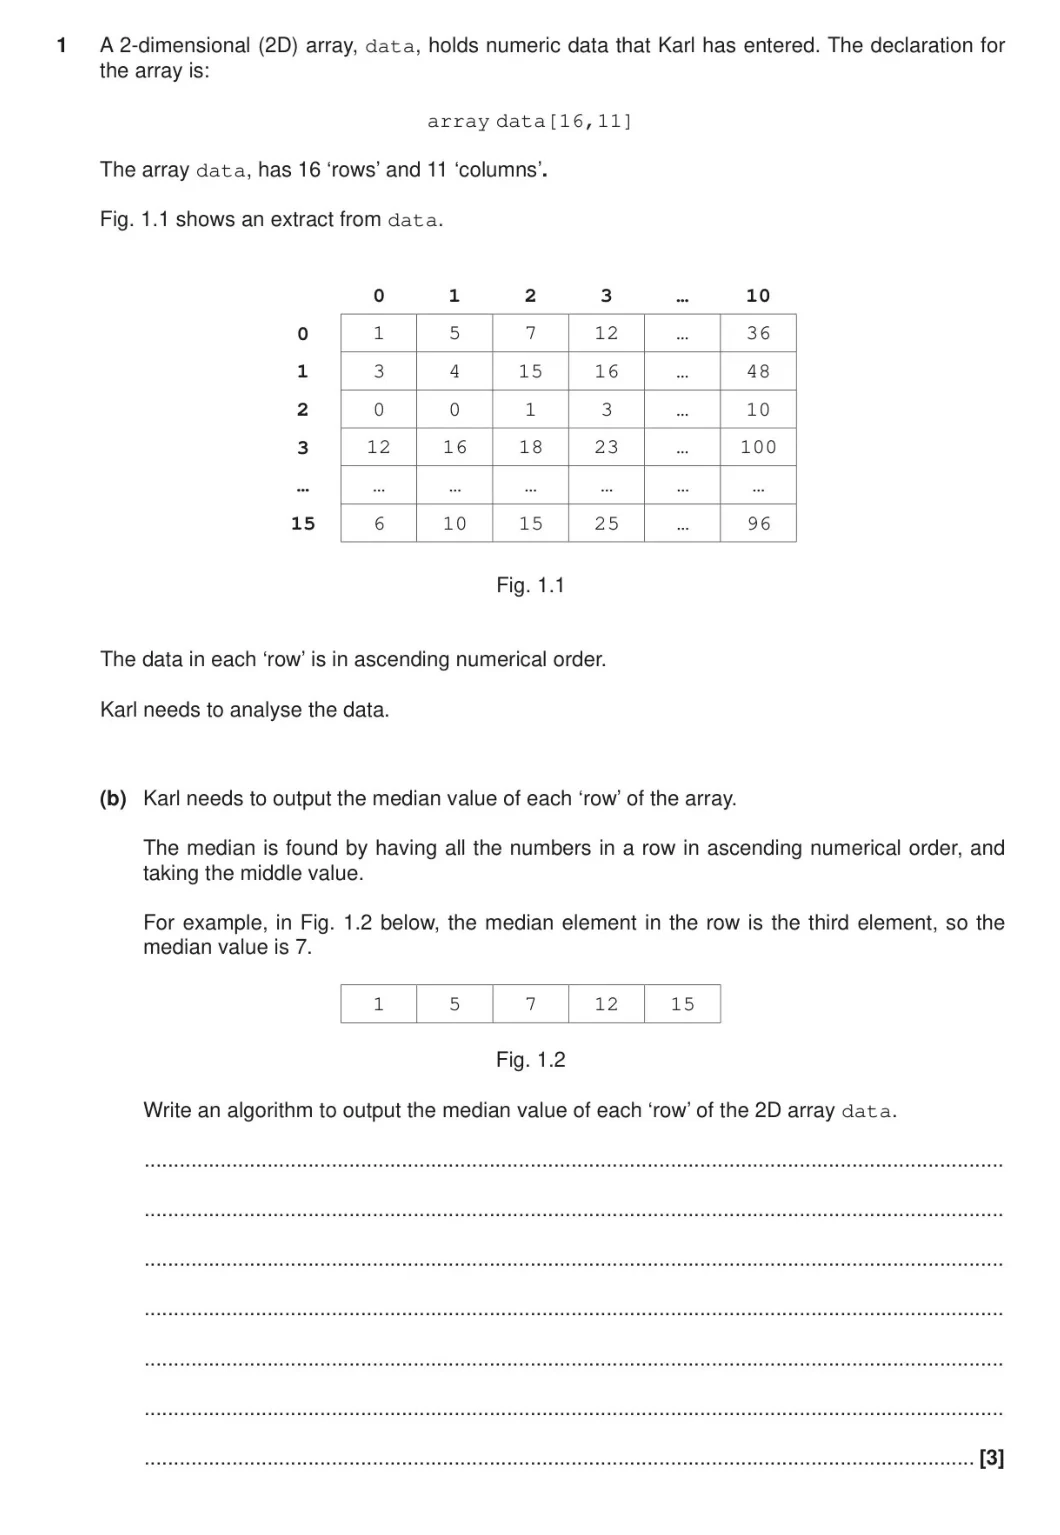 1 A 2-dimensional (2D) array, data, holds numeric data that Karl has entered. The declaration for
the array is:
array data[16,11]
The array data, has 16 ‘rows’ and 11 ‘columns’.
Fig. 1.1 shows an extract from data.
0 1 2 3 … 10
0 1 5 7 12 … 36
1 3 4 15 16 … 48
2 0 0 1 3 … 10
3 12 16 18 23 … 100
… … … … … … …
15 6 10 15 25 … 96
Fig. 1.1
The data in each ‘row’ is in ascending numerical order.
Karl needs to analyse the data.
(b) Karl needs to output the median value of each ‘row’ of the array.
The median is found by having all the numbers in a row in ascending numerical order, and
taking the middle value.
For example, in Fig. 1.2 below, the median element in the row is the third element, so the
median value is 7.
1 5 7 12 15
Fig. 1.2
Write an algorithm to output the median value of each ‘row’ of the 2D array data.
[3]